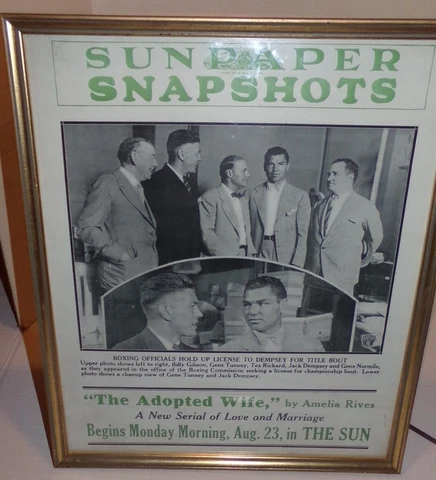 SUNPAPER
SNAPSHOTS
BOXING OFFICIALS HOLD UP LICENSE TO DEMPSEY FOR TITLE BOUT
Upper photo shows left to right, Billy Gibson, Gene Tunney, Tex Rickard, Jack Dempsey and Gene Normile,
as they appeared in the office of the Boxing Commission seeking a license for championship bout. Lower
photo shows a closeup view of Gene Tunney and Jack Dempsey.
"The Adopted Wife," by Amelia Rives
A New Serial of Love and Marriage
Begins Monday Morning, Aug. 23, in THE SUN